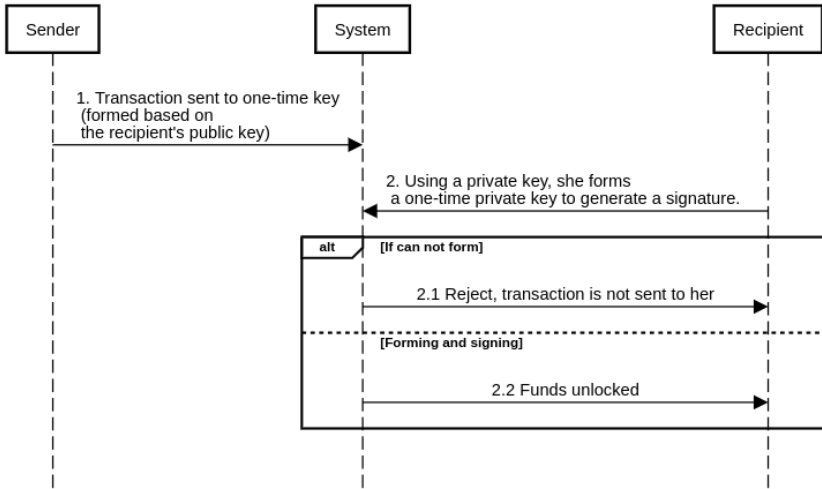 Sender
System
Recipient
1. Transaction sent to one-time key
(formed based on
the recipient's public key)
2. Using a private key, she forms
a one-time private key to generate a signature.
alt
[If can not form]
2.1 Reject, transaction is not sent to her
[Forming and signing]
2.2 Funds unlocked